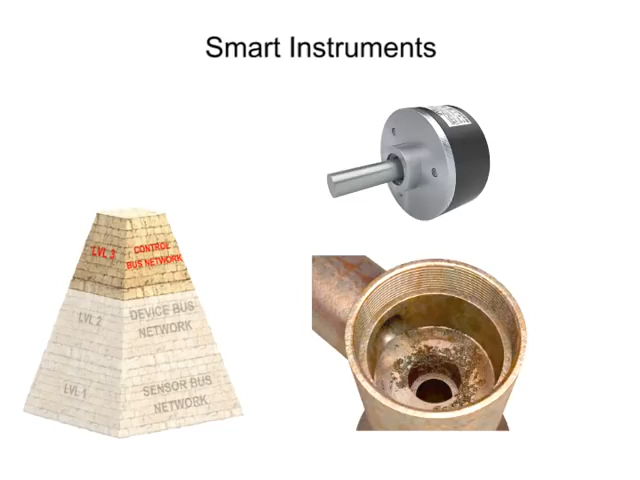 Smart Instruments
LVL 3
CONTROL
BUS NETWORK
LVL 2
DEVICE BUS
NETWORK
LVL 1
SENSOR BUS
NETWORK